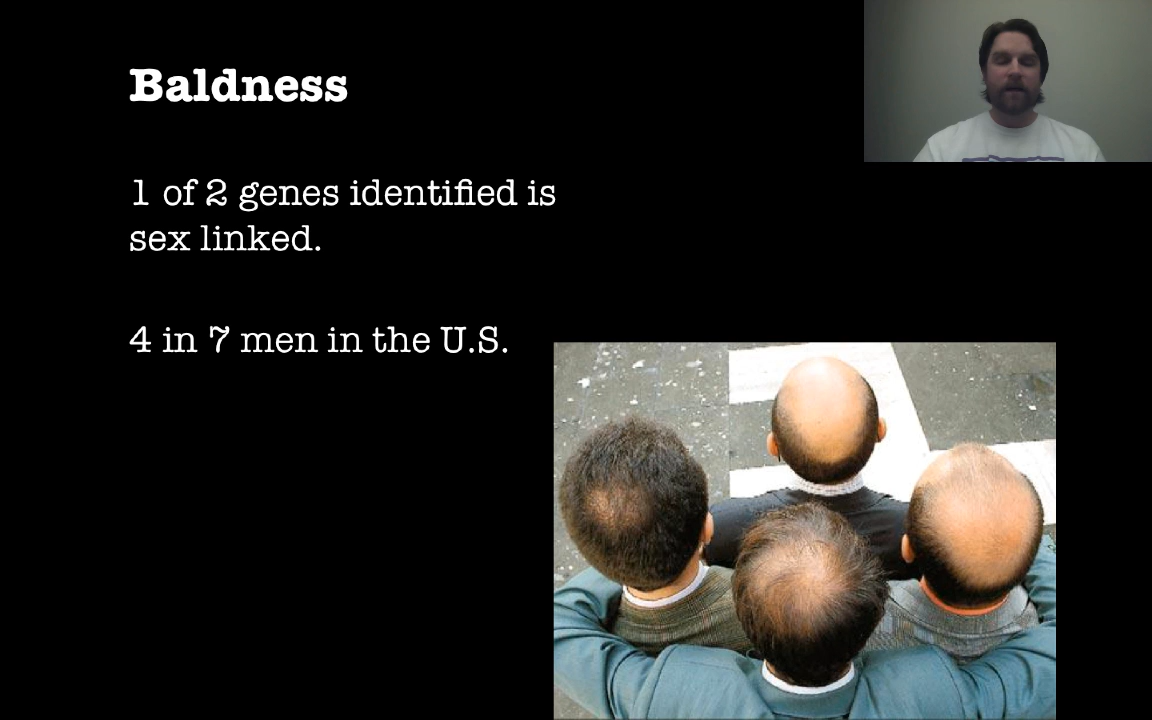 Baldness
1 of 2 genes identified is
sex linked.
4 in 7 men in the U.S.